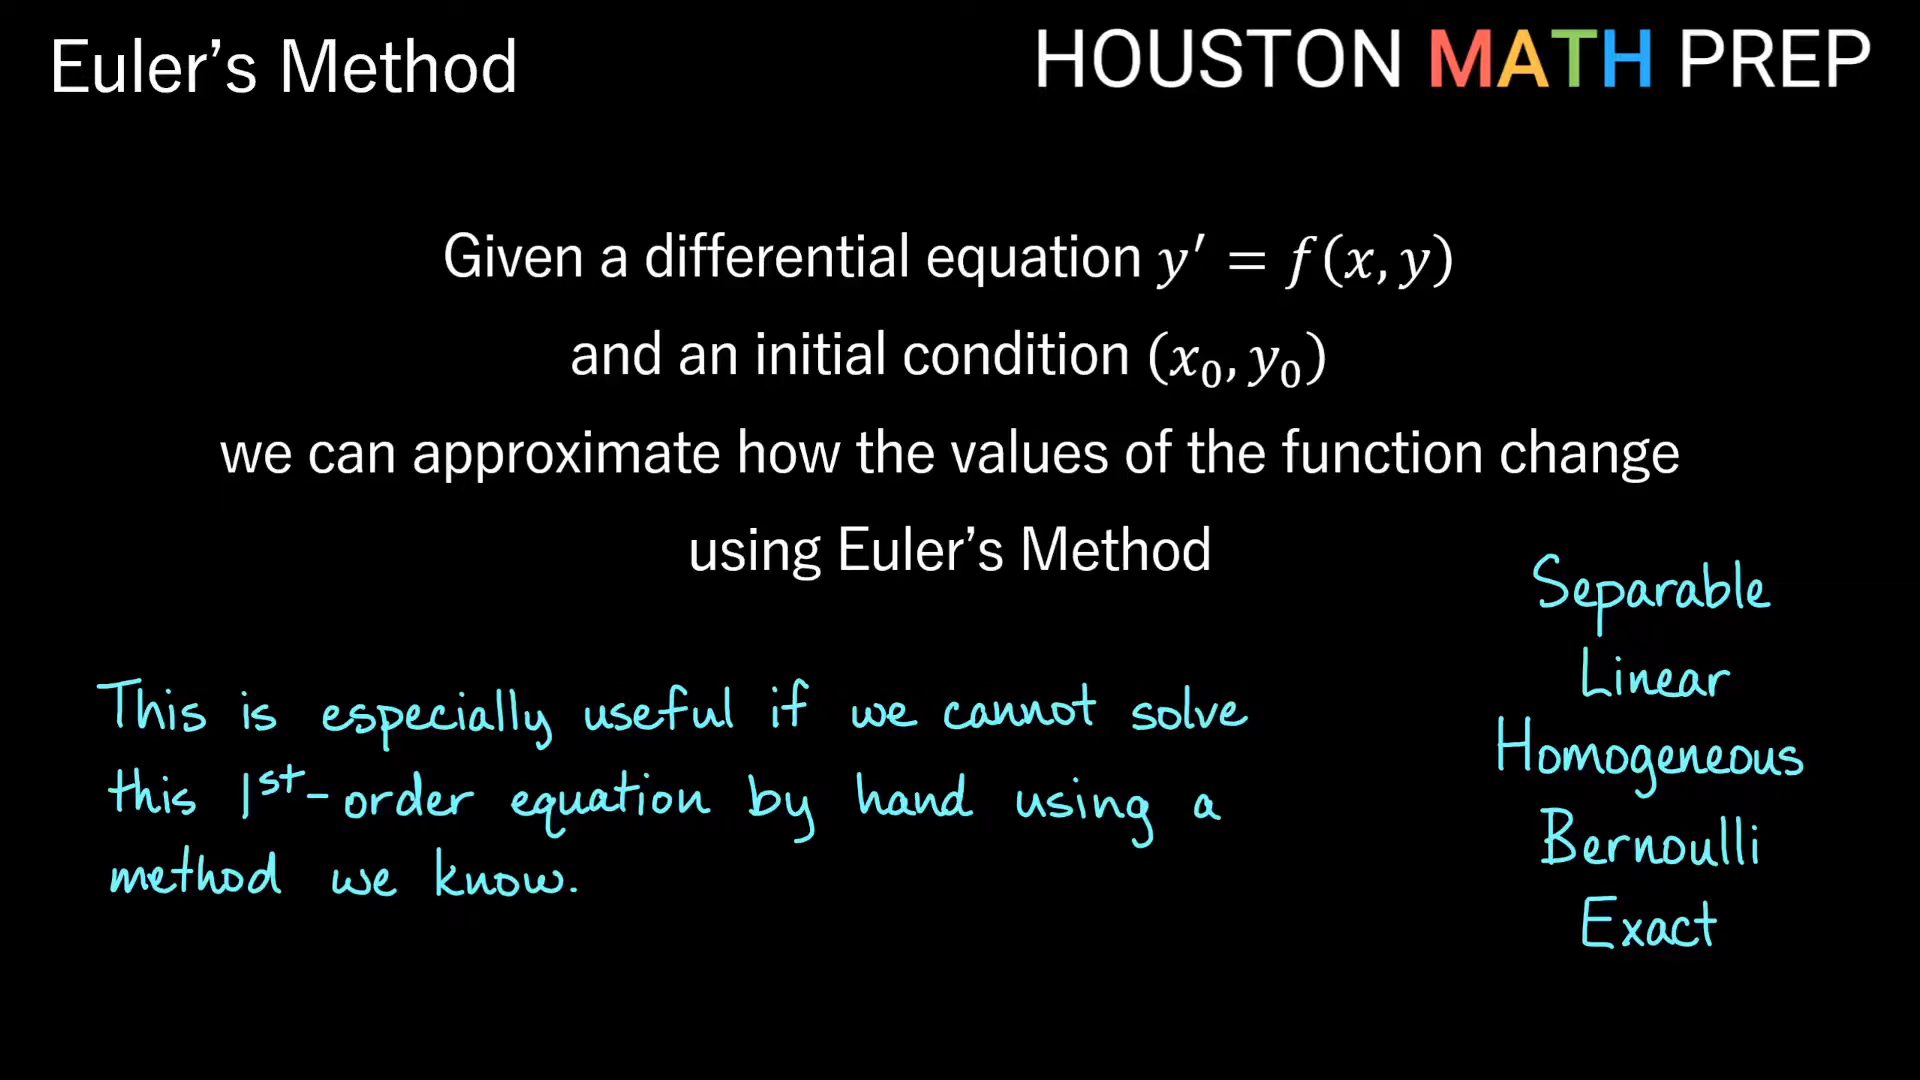 Euler’s Method
HOUSTON MATH PREP
Given a differential equation y′ = f(x, y)
and an initial condition (x₀, y₀)
we can approximate how the values of the function change
using Euler’s Method
This is especially useful if we cannot solve
this 1ˢᵗ-order equation by hand using a
method we know.
Separable
Linear
Homogeneous
Bernoulli
Exact